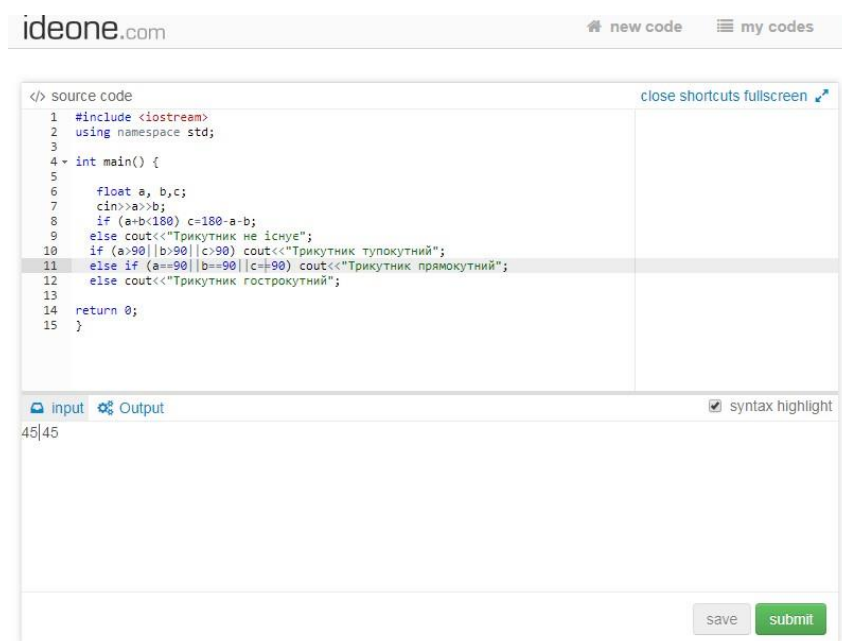 ideone.com new code my codes
</> source code close shortcuts fullscreen
1 #include <iostream>
2 using namespace std;
3
4 int main() {
5
6 float a, b,c;
7 cin>>a>>b;
8 if (a+b<180) c=180-a-b;
9 else cout<<"Трикутник не існує";
10 if (a>90||b>90||c>90) cout<<"Трикутник тупокутний";
11 else if (a==90||b==90||c==90) cout<<"Трикутник прямокутний";
12 else cout<<"Трикутник гострокутний";
13
14 return 0;
15 }
input Output syntax highlight
45 45
save submit